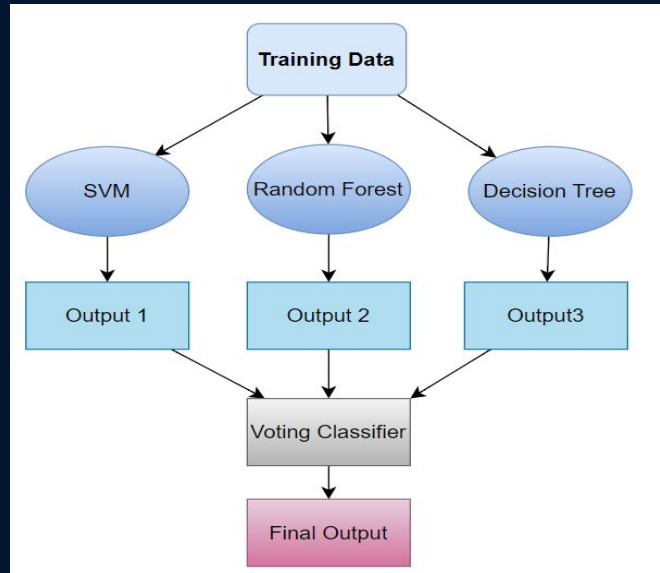 Training Data
SVM
Random Forest
Decision Tree
Output 1
Output 2
Output3
Voting Classifier
Final Output